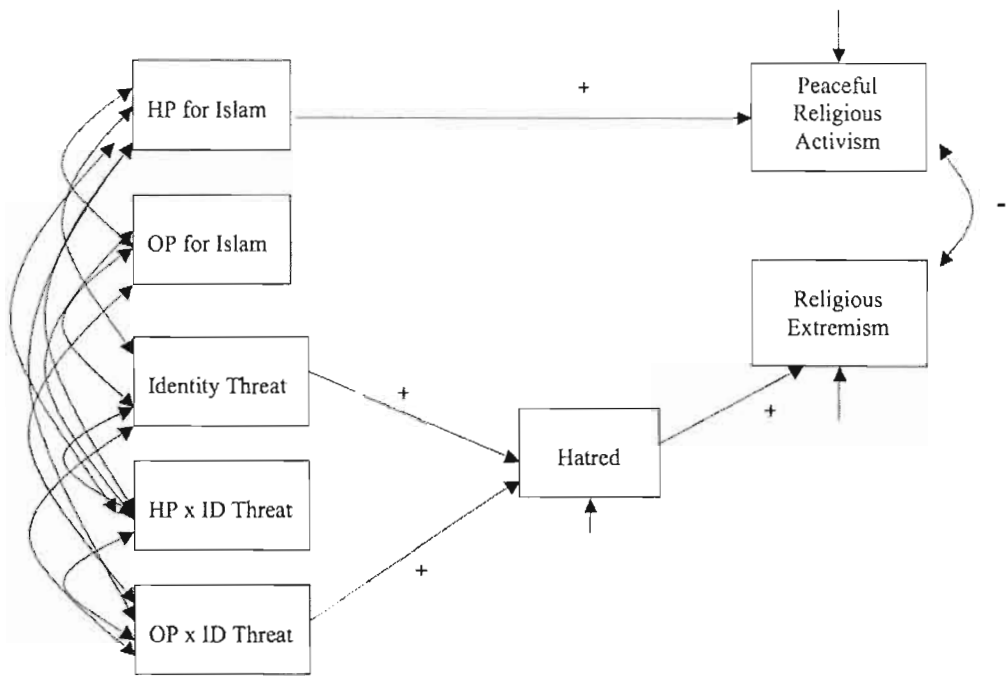 HP for Islam
+
Peaceful
Religious
Activism
OP for Islam
-
Religious
Extremism
Identity Threat
+
+
Hatred
HP x ID Threat
+
OP x ID Threat